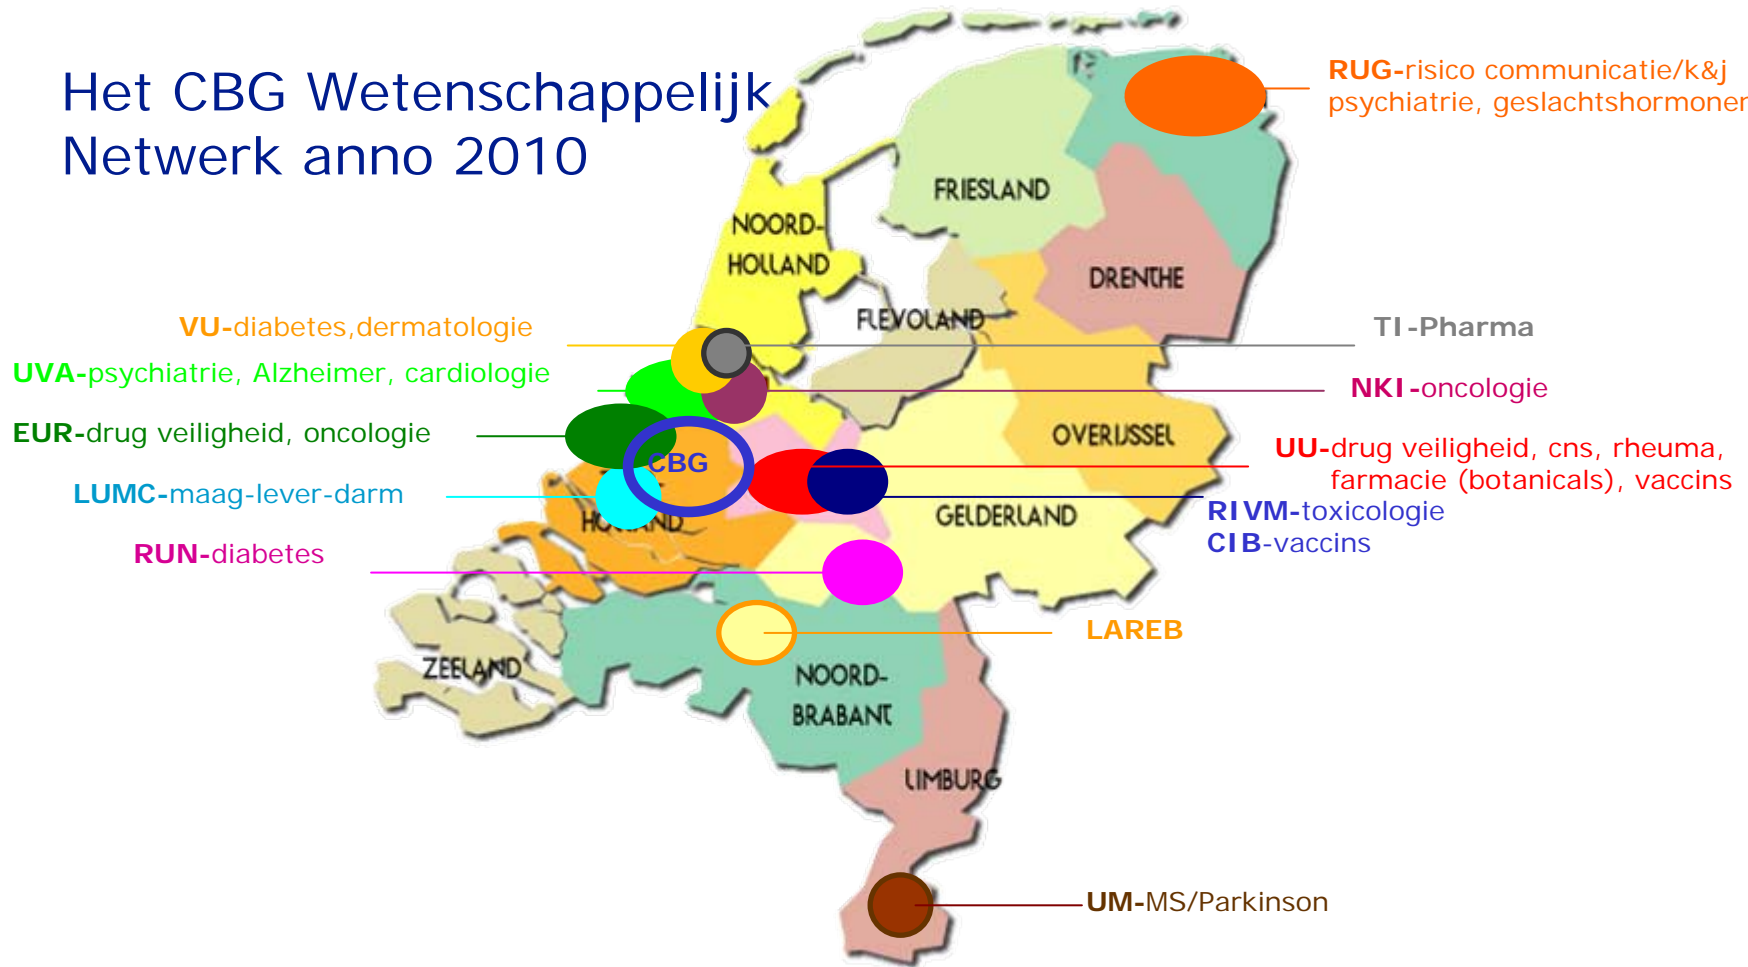 Het CBG Wetenschappelijk
Netwerk anno 2010
RUG-risico communicatie/k&j
psychiatrie, geslachtshormonen
FRIESLAND
NOORD-
HOLLAND
DRENTHE
FLEVOLAND
VU-diabetes,dermatologie
TI-Pharma
UVA-psychiatrie, Alzheimer, cardiologie
NKI-oncologie
EUR-drug veiligheid, oncologie
OVERIJSSEL
UU-drug veiligheid, cns, rheuma,
farmacie (botanicals), vaccins
CBG
LUMC-maag-lever-darm
HOLLAND
GELDERLAND
RIVM-toxicologie
CIB-vaccins
RUN-diabetes
LAREB
ZEELAND
NOORD-
BRABANT
LIMBURG
UM-MS/Parkinson